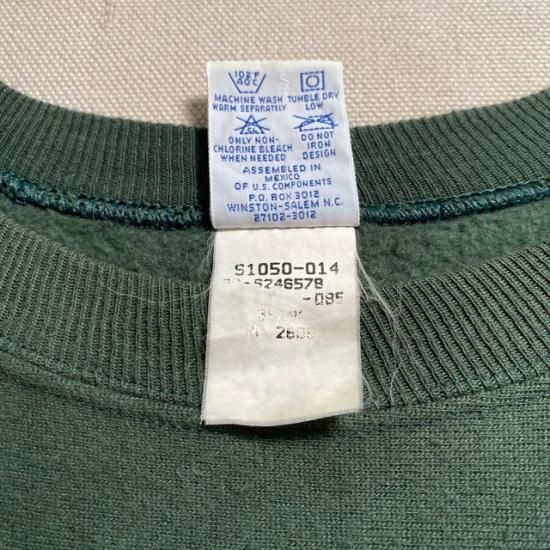 102°F
40°C
MACHINE WASH TUMBLE DRY
WARM SEPARATELY LOW
ONLY NON-
CHLORINE BLEACH
WHEN NEEDED
DO NOT
IRON
DESIGN
ASSEMBLED IN
MEXICO
OF U.S. COMPONENTS
P.O. BOX 3012
WINSTON-SALEM N.C.
27102-3012
S1050-014
-085